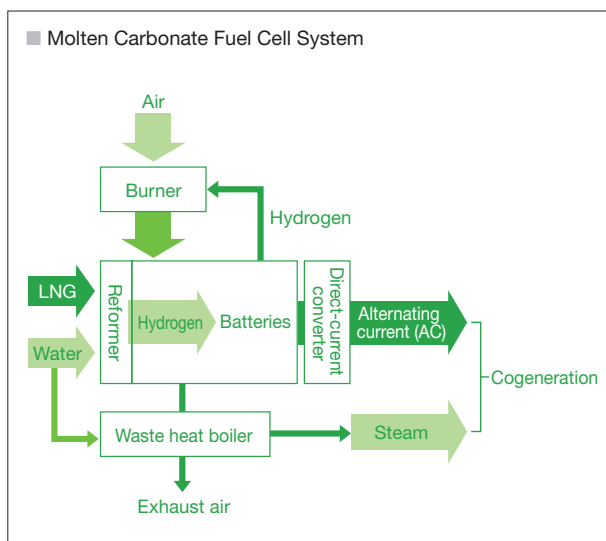 Molten Carbonate Fuel Cell System
Air
Burner
Hydrogen
LNG
Water
Reformer
Hydrogen
Batteries
Direct-current
converter
Alternating
current (AC)
Cogeneration
Waste heat boiler
Steam
Exhaust air